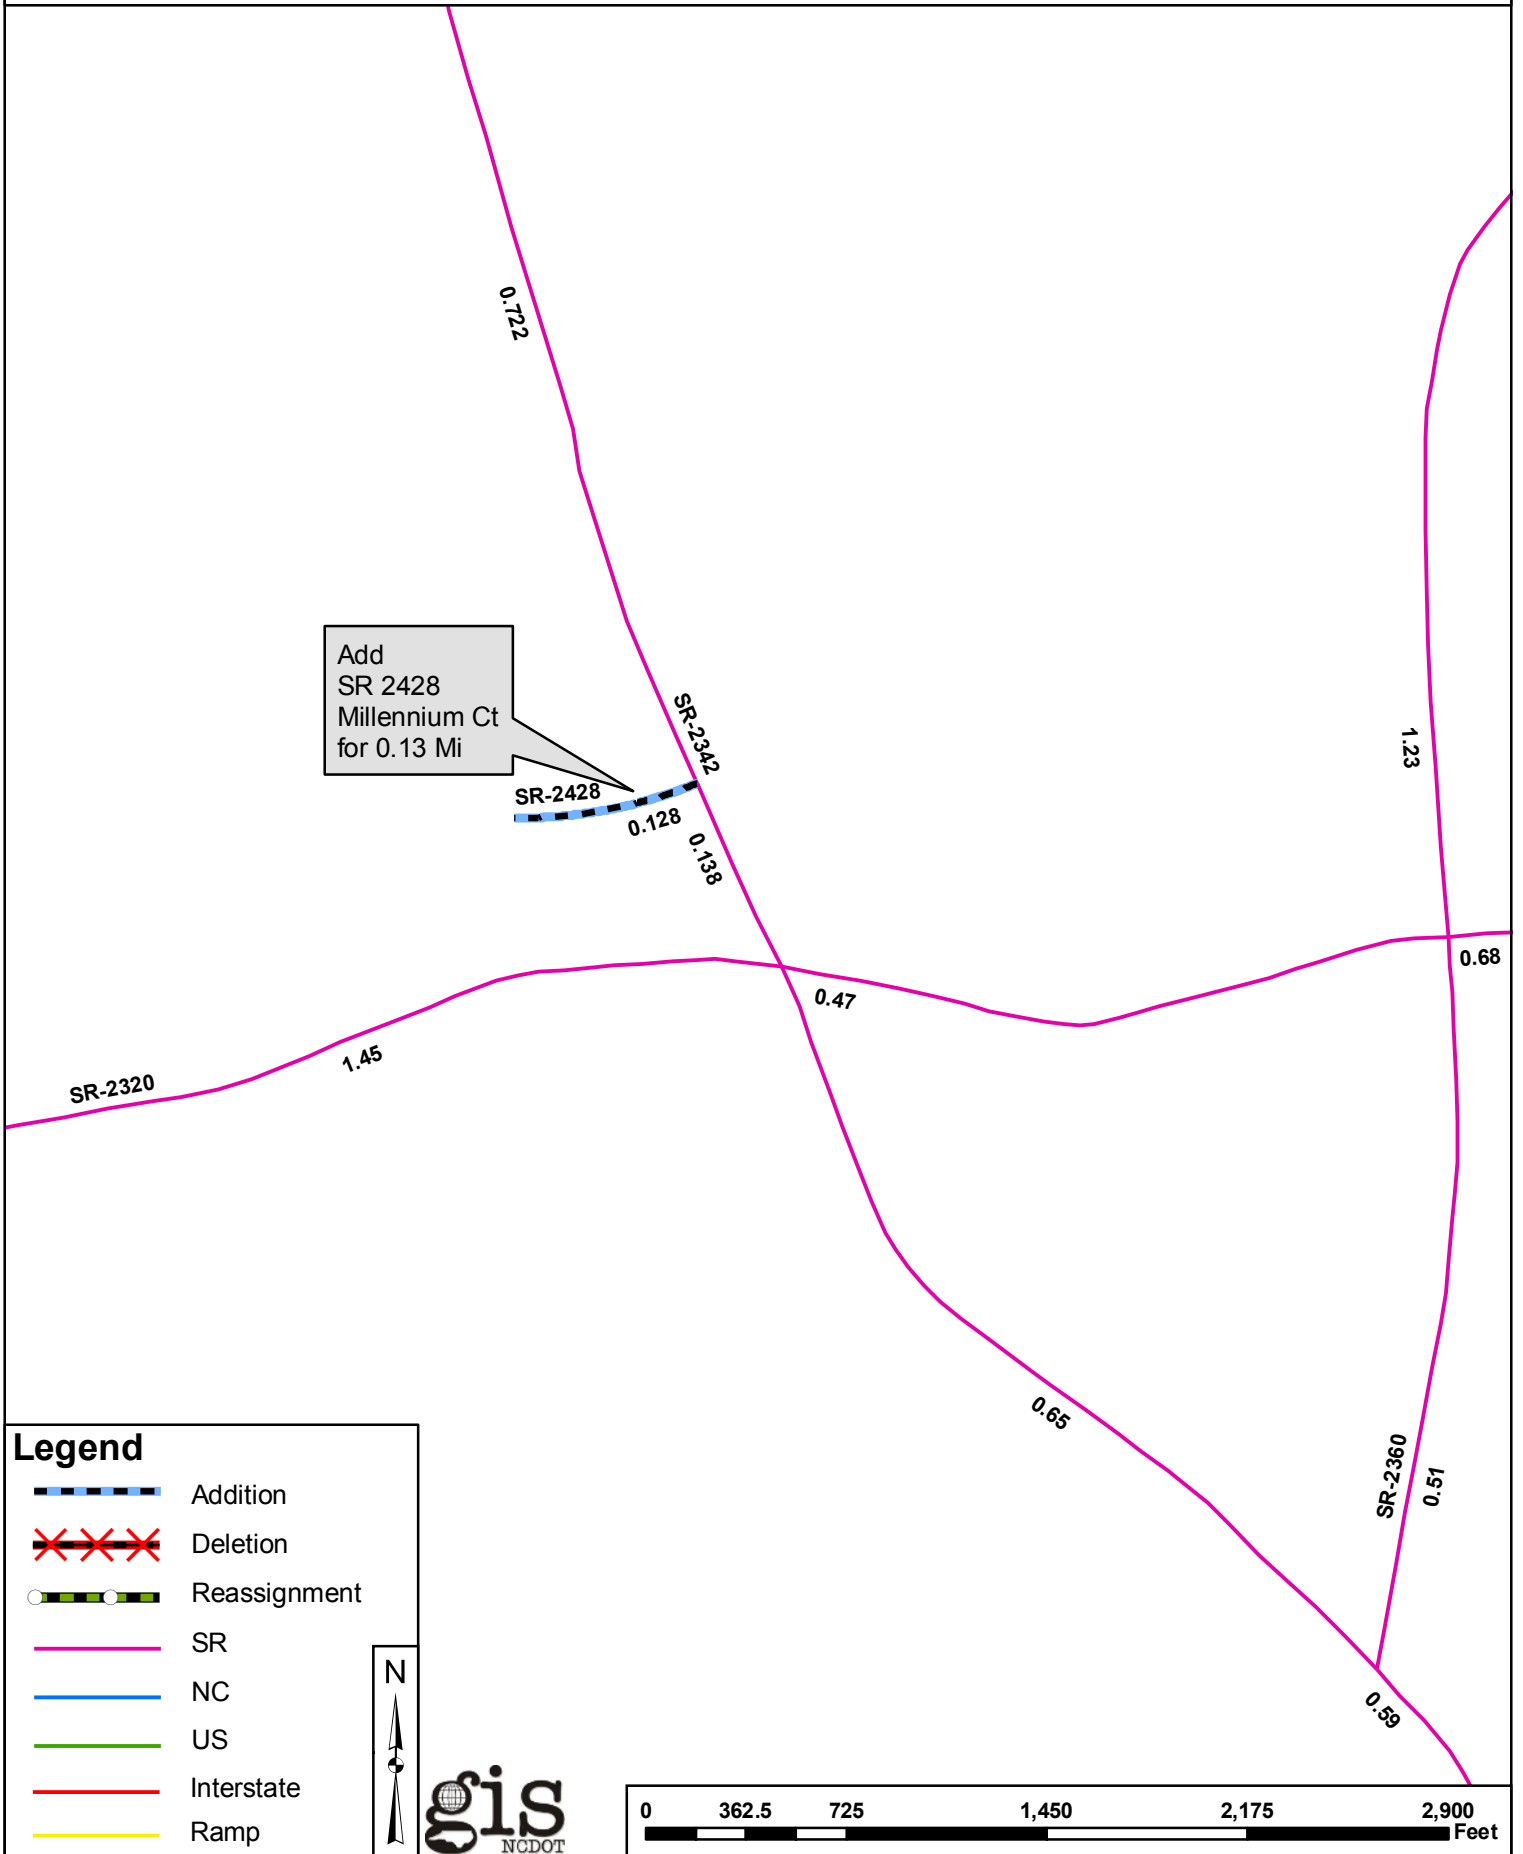 0.722
Add
SR 2428
Millennium Ct
for 0.13 Mi
SR-2342
1.23
SR-2428
0.128
0.138
0.68
0.47
1.45
SR-2320
0.65
SR-2360
0.51
0.59
Legend
Addition
Deletion
Reassignment
SR
NC
US
Interstate
Ramp
N
gis
NCDOT
0 362.5 725 1,450 2,175 2,900
Feet